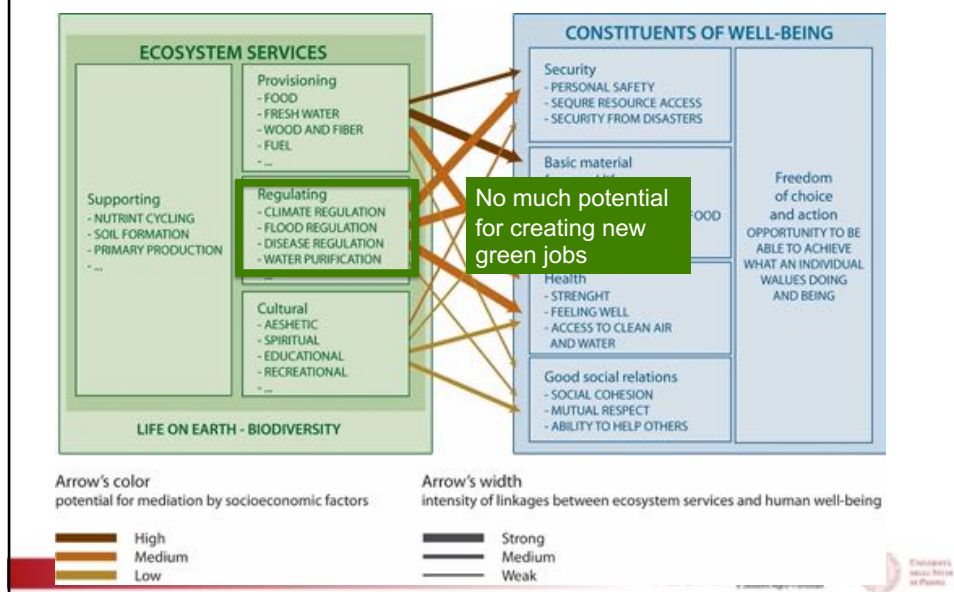 ECOSYSTEM SERVICES
Provisioning
- FOOD
- FRESH WATER
- WOOD AND FIBER
- FUEL
- ...
Supporting
- NUTRINT CYCLING
- SOIL FORMATION
- PRIMARY PRODUCTION
- ...
Regulating
- CLIMATE REGULATION
- FLOOD REGULATION
- DISEASE REGULATION
- WATER PURIFICATION
Cultural
- AESHETIC
- SPIRITUAL
- EDUCATIONAL
- RECREATIONAL
- ...
LIFE ON EARTH - BIODIVERSITY
No much potential
for creating new
green jobs
CONSTITUENTS OF WELL-BEING
Security
- PERSONAL SAFETY
- SEQURE RESOURCE ACCESS
- SECURITY FROM DISASTERS
Basic material
FOOD
Health
- STRENGHT
- FEELING WELL
- ACCESS TO CLEAN AIR
AND WATER
Good social relations
- SOCIAL COHESION
- MUTUAL RESPECT
- ABILITY TO HELP OTHERS
Freedom
of choice
and action
OPPORTUNITY TO BE
ABLE TO ACHIEVE
WHAT AN INDIVIDUAL
WALUES DOING
AND BEING
Arrow's color
potential for mediation by socioeconomic factors
High
Medium
Low
Arrow's width
intensity of linkages between ecosystem services and human well-being
Strong
Medium
Weak